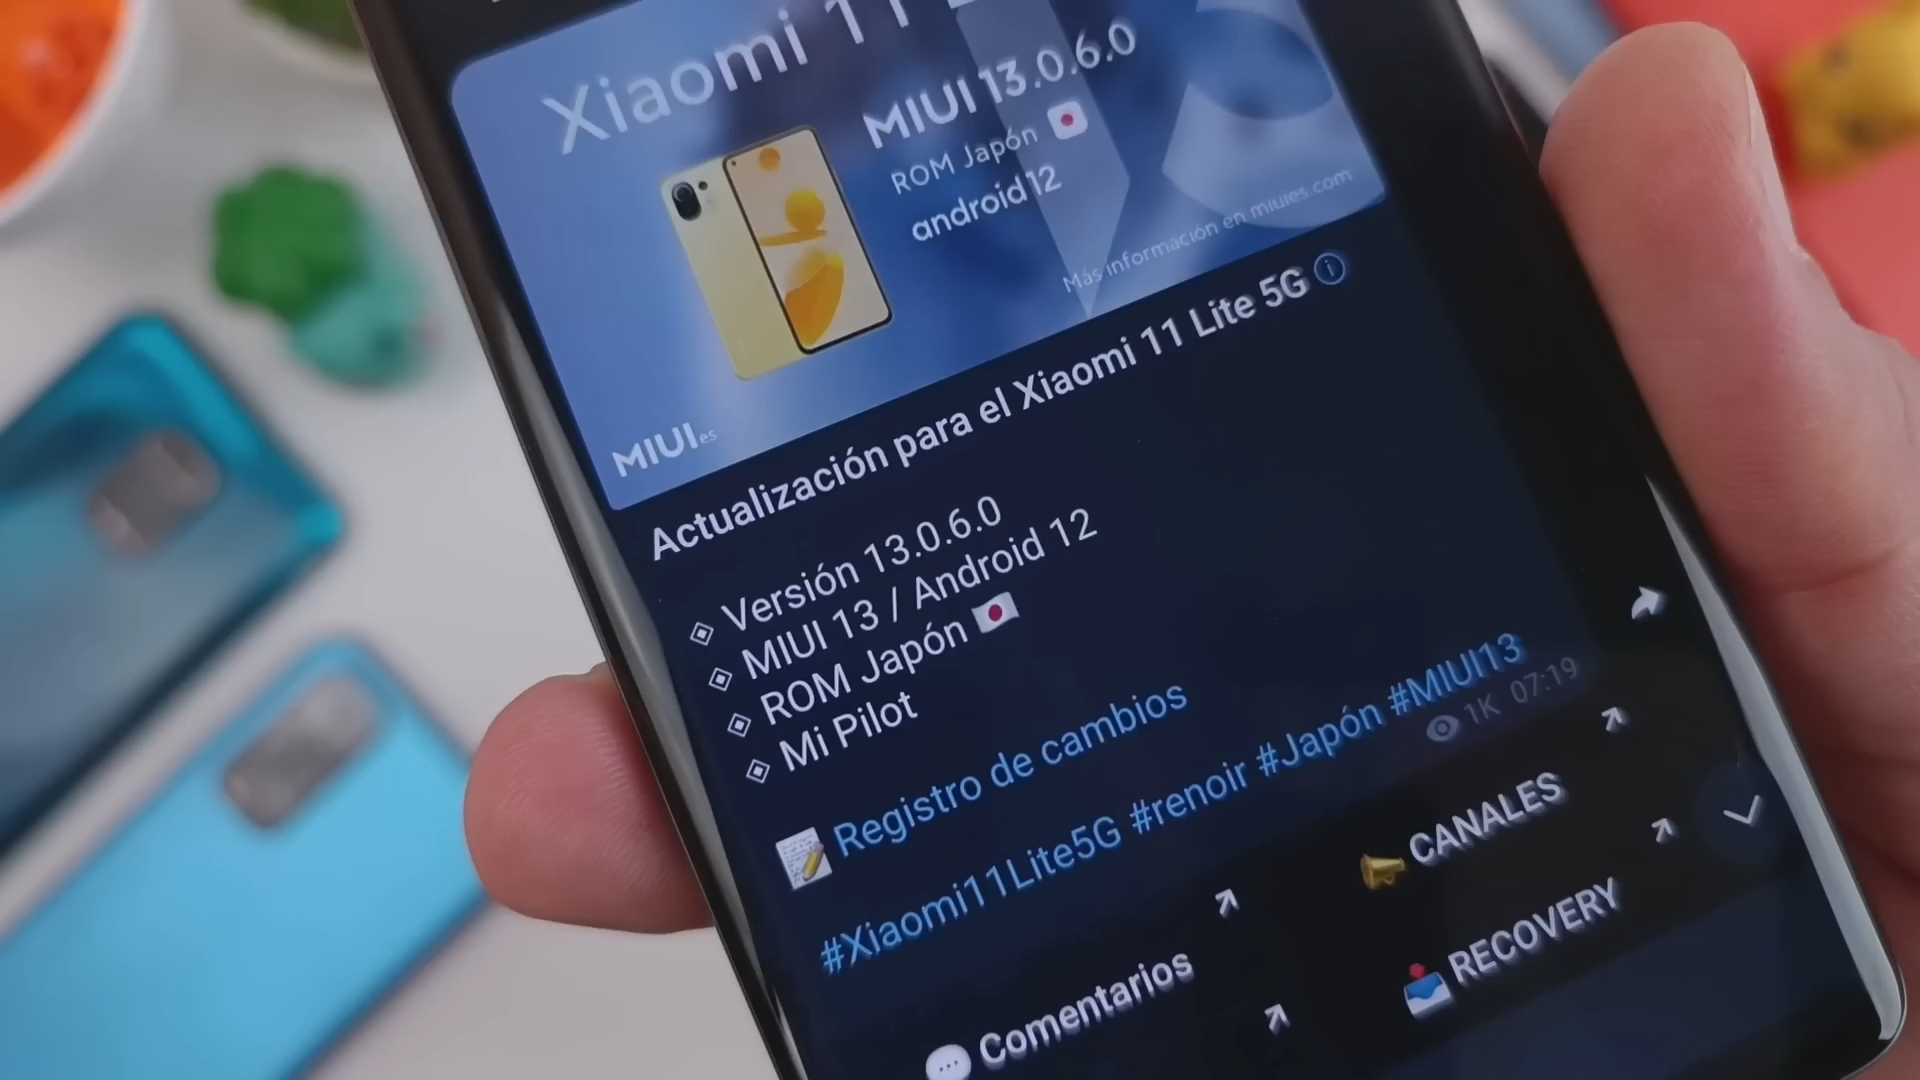 Xiaomi 11
MIUI 13.0.6.0
ROM Japón
android 12
Más información en miuies.com
MIUI es
Actualización para el Xiaomi 11 Lite 5G
Versión 13.0.6.0
MIUI 13 / Android 12
ROM Japón
Mi Pilot
Registro de cambios
#Xiaomi11Lite5G #renoir #Japón #MIUI13
1K 07:19
Comentarios
CANALES
RECOVERY